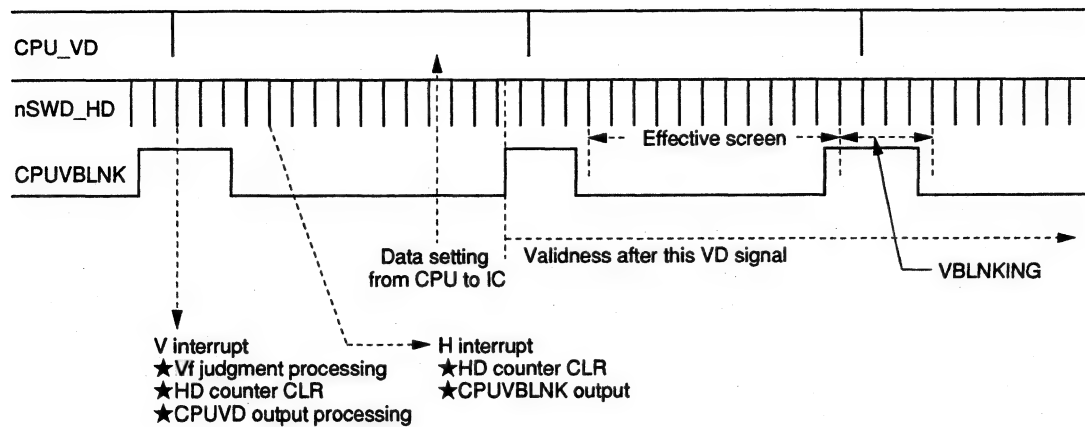 CPU_VD
nSWD_HD
Effective screen
CPUVBLNK
Data setting
from CPU to IC
Validness after this VD signal
VBLNKING
V interrupt
★Vf judgment processing
★HD counter CLR
★CPUVD output processing
H interrupt
★HD counter CLR
★CPUVBLNK output